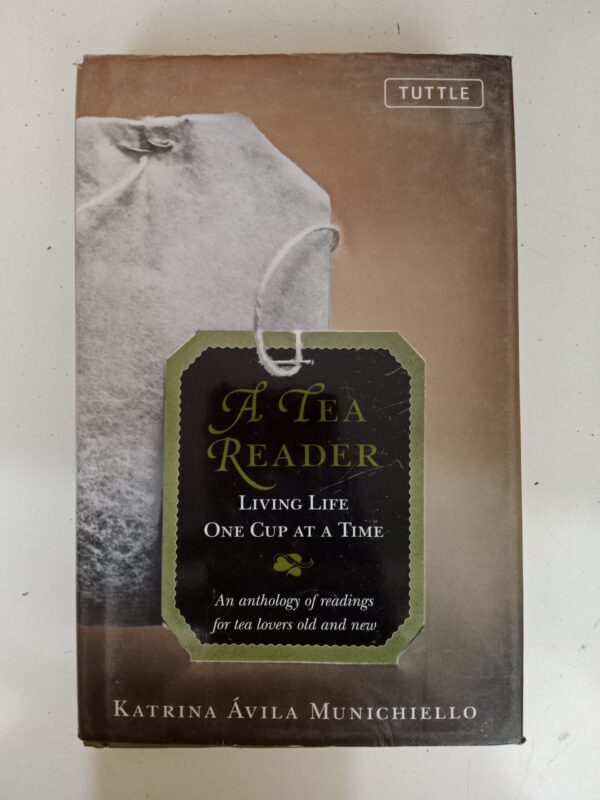 TUTTLE
A TEA
READER
LIVING LIFE
ONE CUP AT A TIME
An anthology of readings
for tea lovers old and new
KATRINA ÁVILA MUNICHIELLO